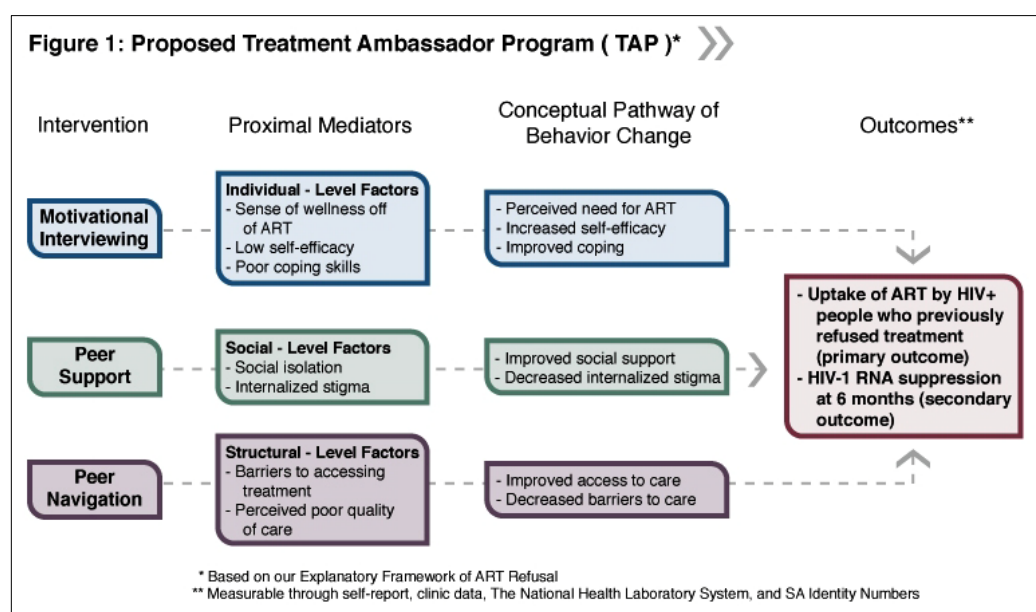 Figure 1: Proposed Treatment Ambassador Program ( TAP )*
Intervention
Proximal Mediators
Conceptual Pathway of
Behavior Change
Outcomes**
Motivational
Interviewing
Individual - Level Factors
- Sense of wellness off
of ART
- Low self-efficacy
- Poor coping skills
- Perceived need for ART
- Increased self-efficacy
- Improved coping
Peer
Support
Social - Level Factors
- Social isolation
- Internalized stigma
- Improved social support
- Decreased internalized stigma
Peer
Navigation
Structural - Level Factors
- Barriers to accessing
treatment
- Perceived poor quality
of care
- Improved access to care
- Decreased barriers to care
- Uptake of ART by HIV+
people who previously
refused treatment
(primary outcome)
- HIV-1 RNA suppression
at 6 months (secondary
outcome)
* Based on our Explanatory Framework of ART Refusal
** Measurable through self-report, clinic data, The National Health Laboratory System, and SA Identity Numbers